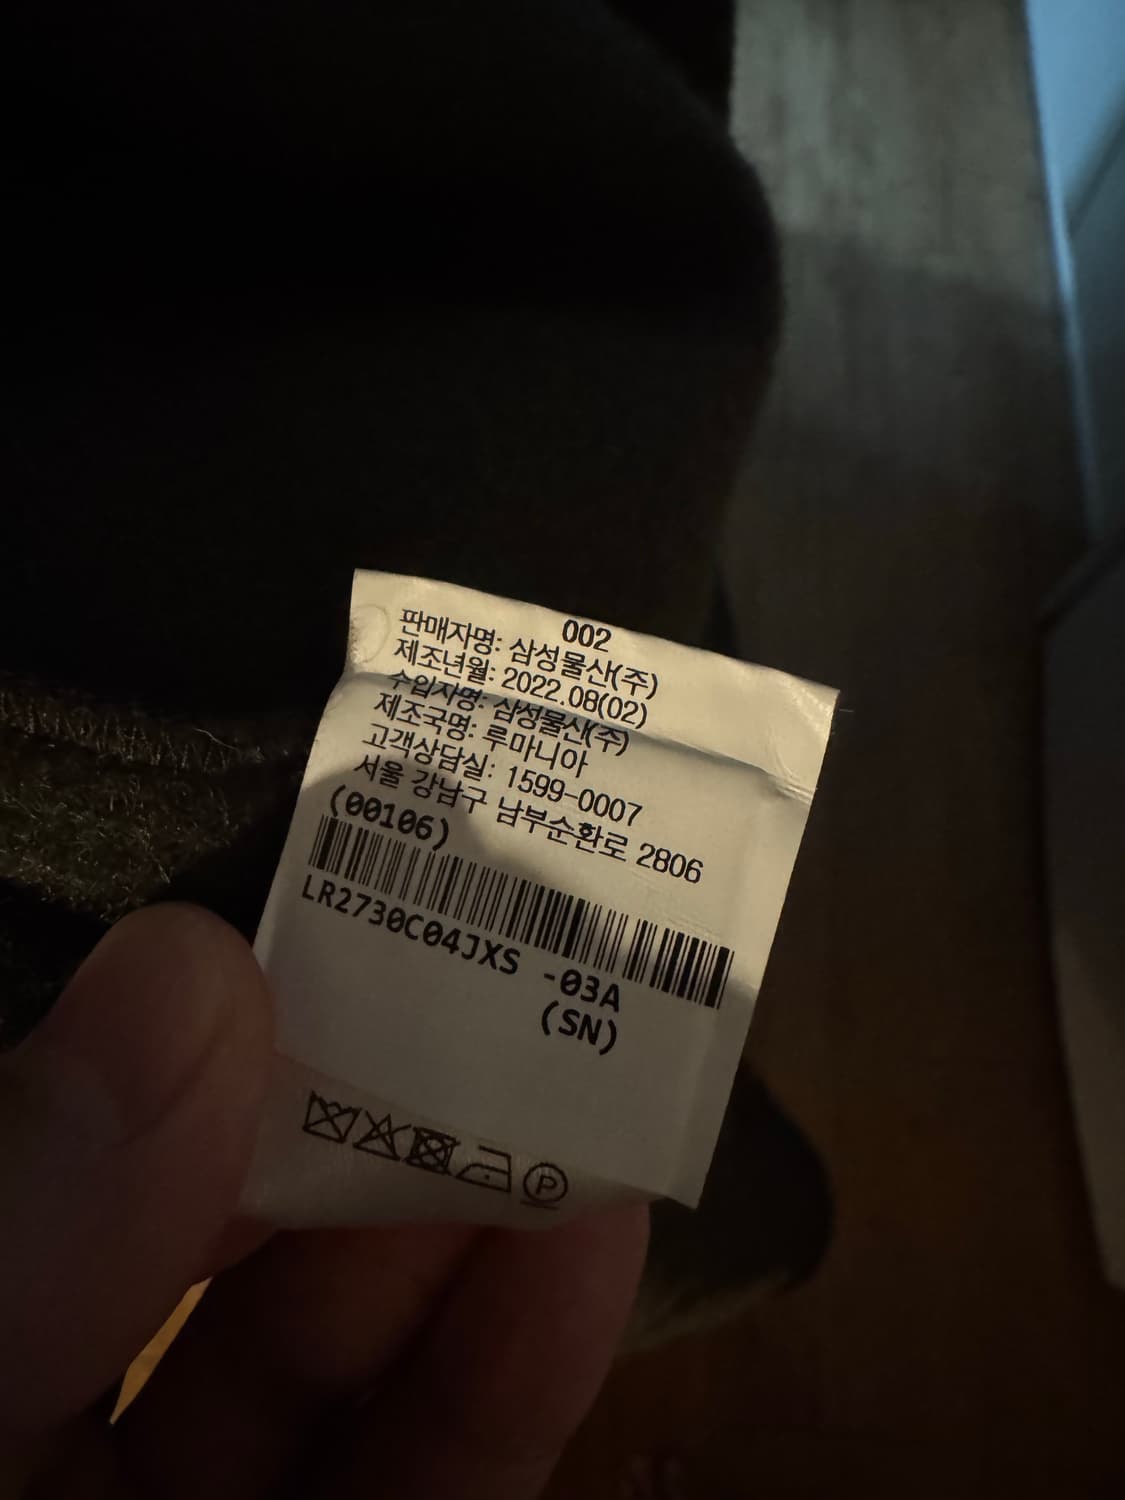 002
판매자명: 삼성물산(주)
제조년월: 2022.08(02)
수입자명: 삼성물산(주)
제조국명: 루마니아
고객상담실: 1599-0007
서울 강남구 남부순환로 2806
(00106)
LR2730C04JXS -03A
(SN)
P